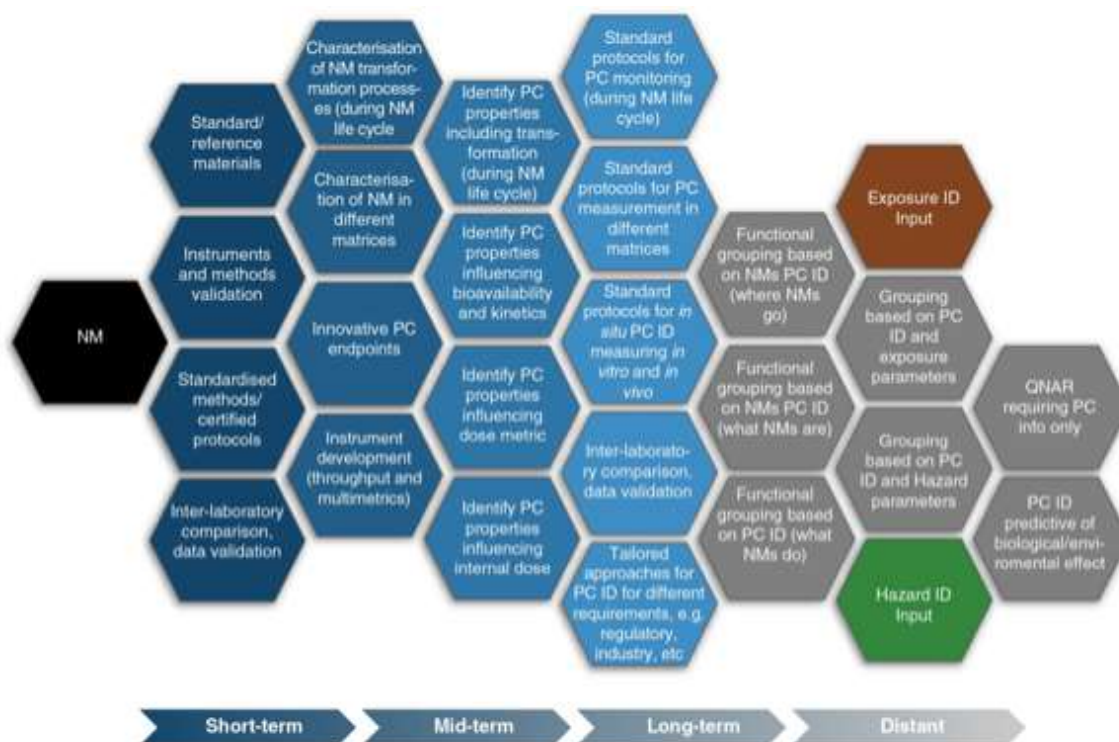 NM
Standard/
reference
materials
Instruments
and methods
validation
Standardised
methods/
certified
protocols
Inter-laboratory
comparison,
data validation
Characterisation
of NM transfor-
mation process-
es (during NM
life cycle
Characterisa-
tion of NM in
different
matrices
Innovative PC
endpoints
Instrument
development
(throughput
and multimetrics)
Identify PC
properties
including trans-
formation
(during NM
life cycle)
Identify PC
properties
influencing
bioavailability
and kinetics
Identify PC
properties
influencing
dose metric
Identify PC
properties
influencing
internal dose
Standard
protocols for
PC monitoring
(during NM life
cycle)
Standard
protocols for PC
measurement in
different
matrices
Standard
protocols for in
situ PC ID
measuring in
vitro and in
vivo
Inter-laborato-
ry comparison,
data validation
Tailored
approaches for
PC ID for different
requirements, e.g.
regulatory,
industry, etc
Functional
grouping based
on NMs PC ID
(where NMs
go)
Functional
grouping based
on NMs PC ID
(what NMs are)
Functional
grouping based
on PC ID (what
NMs do)
Exposure ID
Input
Grouping
based on PC
ID and
exposure
parameters
Grouping
based on PC
ID and Hazard
parameters
Hazard ID
Input
QNAR
requiring PC
into only
PC ID
predictive of
biological/envi-
romental effect
Short-term
Mid-term
Long-term
Distant